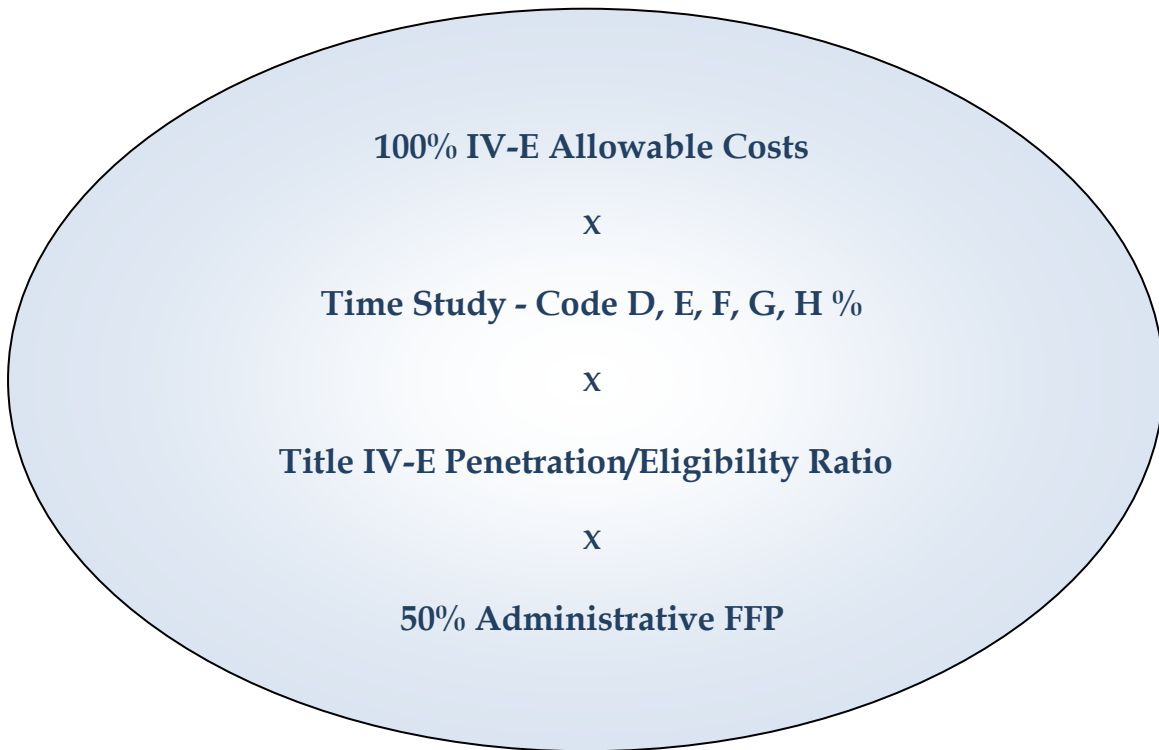 100% IV-E Allowable Costs
x
Time Study - Code D, E, F, G, H %
x
Title IV-E Penetration/Eligibility Ratio
x
50% Administrative FFP